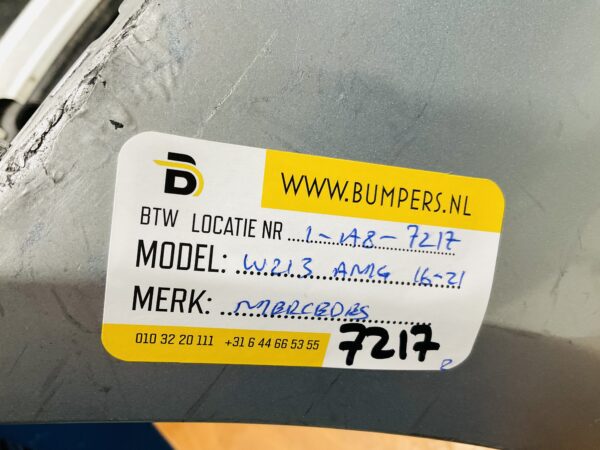 B
WWW.BUMPERS.NL
BTW LOCATIE NR 1-A8-7217
MODEL: W213 AMG 16-21
MERK: MERCEDES
010 32 20 111 +31 6 44 66 53 55
7217